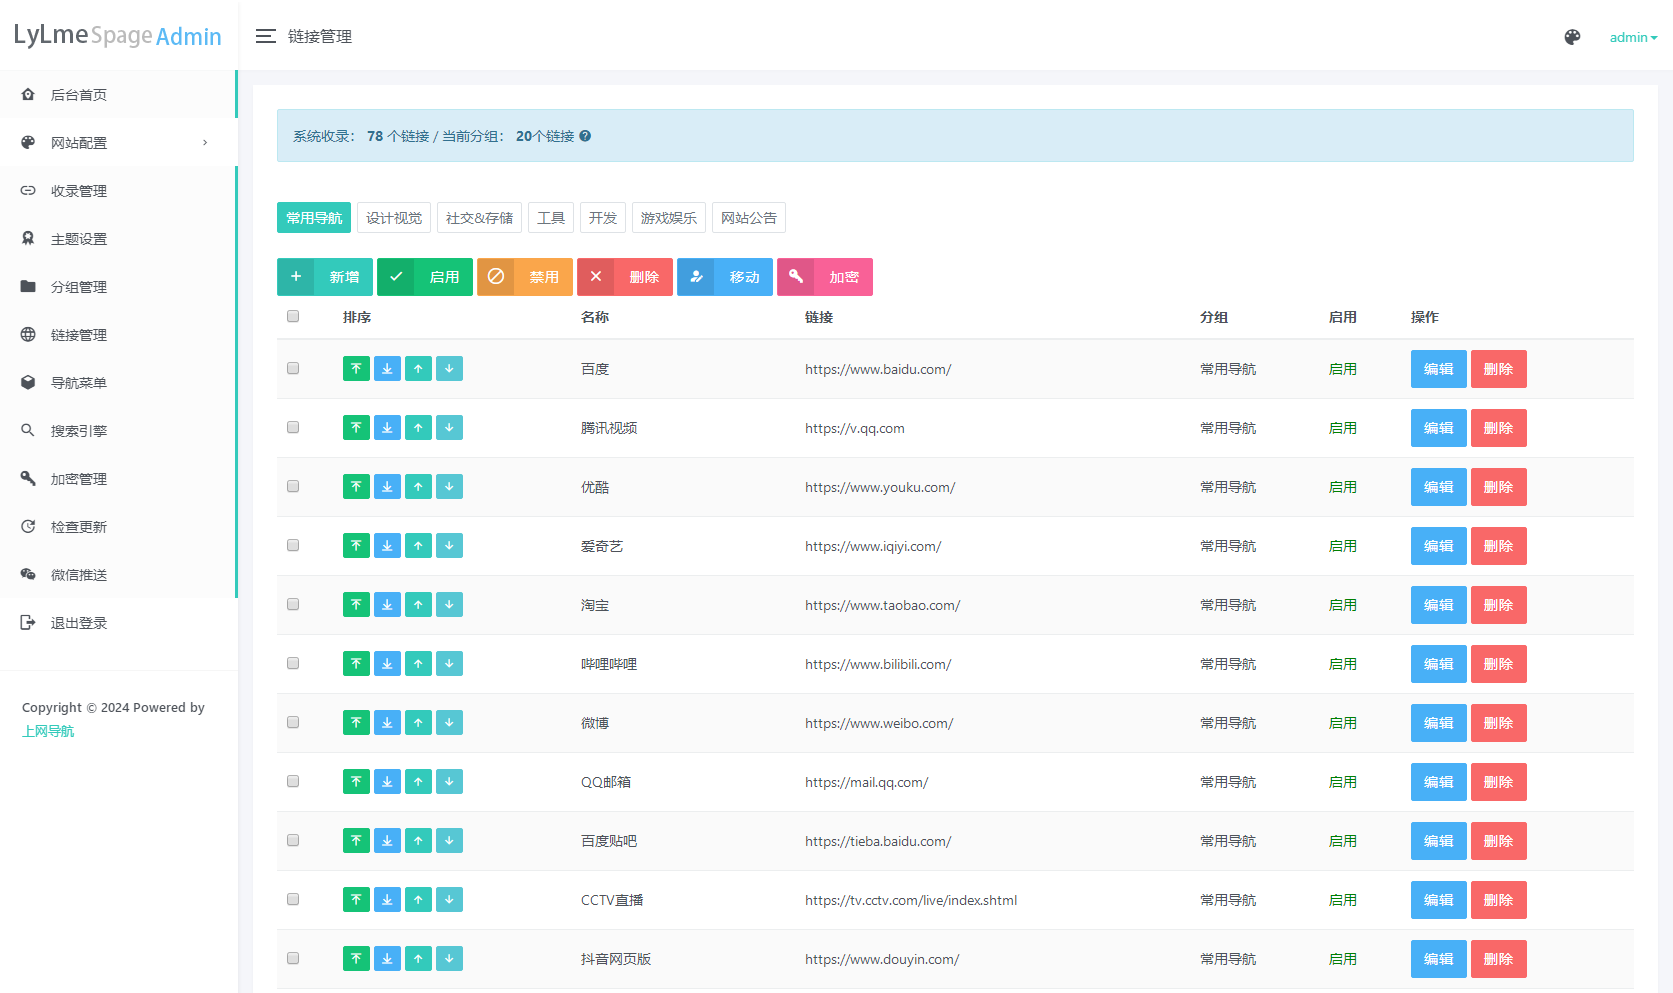 LyLme Spage Admin
链接管理
admin
后台首页
网站配置
收录管理
主题设置
分组管理
链接管理
导航菜单
搜索引擎
加密管理
检查更新
微信推送
退出登录
Copyright © 2024 Powered by
上网导航
系统收录： 78 个链接 / 当前分组： 20个链接
常用导航 设计视觉 社交&存储 工具 开发 游戏娱乐 网站公告
新增 启用 禁用 删除 移动 加密
排序 名称 链接 分组 启用 操作
百度 https://www.baidu.com/ 常用导航 启用 编辑 删除
腾讯视频 https://v.qq.com 常用导航 启用 编辑 删除
优酷 https://www.youku.com/ 常用导航 启用 编辑 删除
爱奇艺 https://www.iqiyi.com/ 常用导航 启用 编辑 删除
淘宝 https://www.taobao.com/ 常用导航 启用 编辑 删除
哔哩哔哩 https://www.bilibili.com/ 常用导航 启用 编辑 删除
微博 https://www.weibo.com/ 常用导航 启用 编辑 删除
QQ邮箱 https://mail.qq.com/ 常用导航 启用 编辑 删除
百度贴吧 https://tieba.baidu.com/ 常用导航 启用 编辑 删除
CCTV直播 https://tv.cctv.com/live/index.shtml 常用导航 启用 编辑 删除
抖音网页版 https://www.douyin.com/ 常用导航 启用 编辑 删除